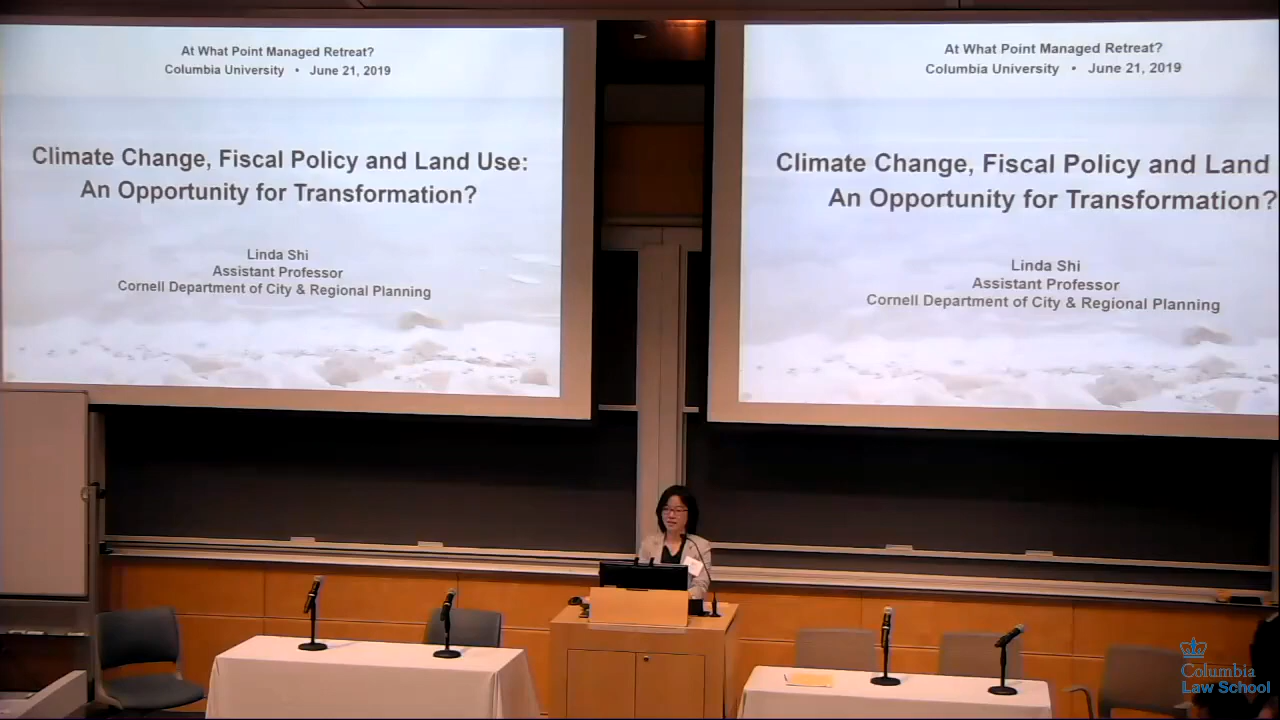 At What Point Managed Retreat?
Columbia University • June 21, 2019
Climate Change, Fiscal Policy and Land Use:
An Opportunity for Transformation?
Linda Shi
Assistant Professor
Cornell Department of City & Regional Planning
At What Point Managed Retreat?
Columbia University • June 21, 2019
Climate Change, Fiscal Policy and Land
An Opportunity for Transformation?
Linda Shi
Assistant Professor
Cornell Department of City & Regional Planning
Columbia
Law School